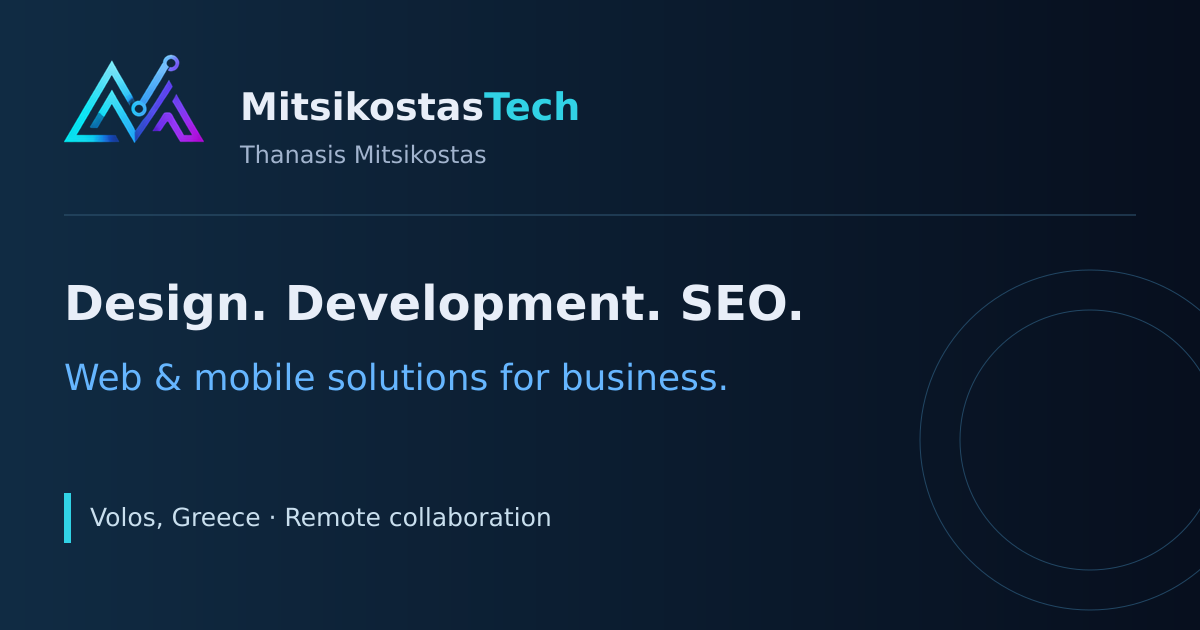 MitsikostasTech
Thanasis Mitsikostas
Design. Development. SEO.
Web & mobile solutions for business.
Volos, Greece · Remote collaboration